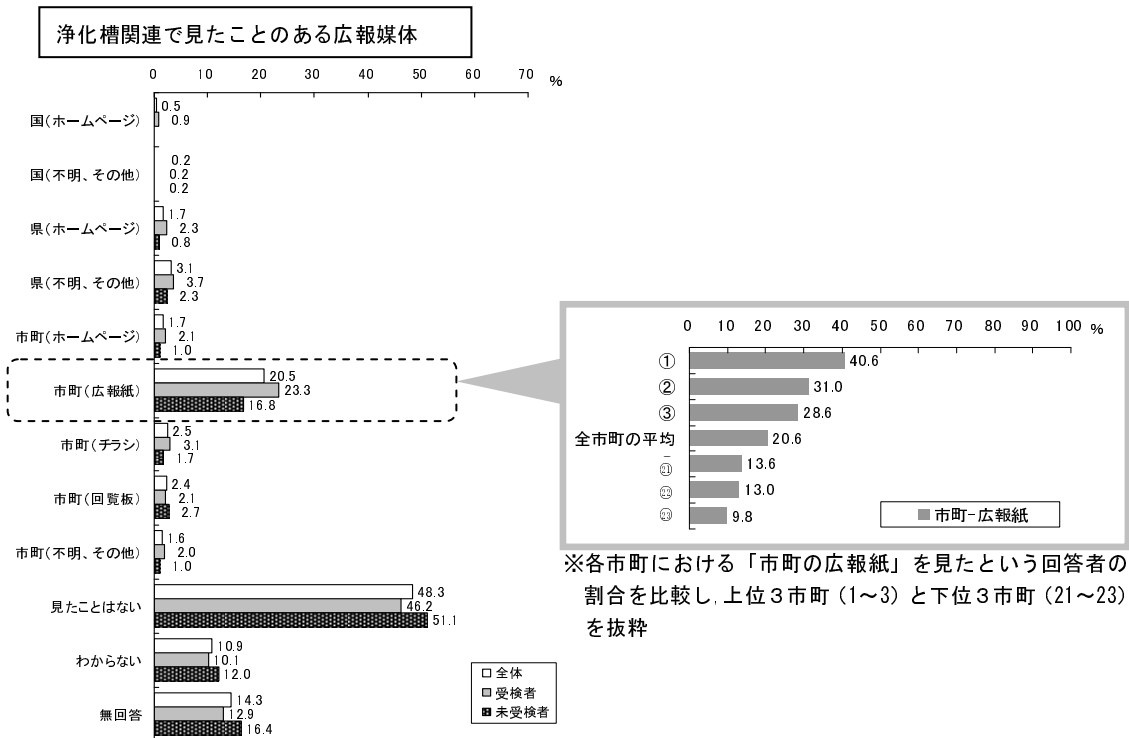 浄化槽関連で見たことのある広報媒体
0 10 20 30 40 50 60 70 %
国(ホームページ)
0.5
0.9
国(不明、その他)
0.2
0.2
0.2
県(ホームページ)
1.7
2.3
0.8
県(不明、その他)
3.1
3.7
2.3
市町(ホームページ)
1.7
2.1
1.0
市町(広報紙)
20.5
23.3
16.8
市町(チラシ)
2.5
3.1
1.7
市町(回覧板)
2.4
2.1
2.7
市町(不明、その他)
1.6
2.0
1.0
見たことはない
48.3
46.2
51.1
わからない
10.9
10.1
12.0
無回答
14.3
12.9
16.4
全体
受検者
未受検者
0 10 20 30 40 50 60 70 80 90 100 %
① 40.6
② 31.0
③ 28.6
全市町の平均 20.6
㉑ 13.6
㉒ 13.0
㉓ 9.8
市町-広報紙
※各市町における「市町の広報紙」を見たという回答者の
割合を比較し,上位3市町(1~3)と下位3市町(21~23)
を抜粋